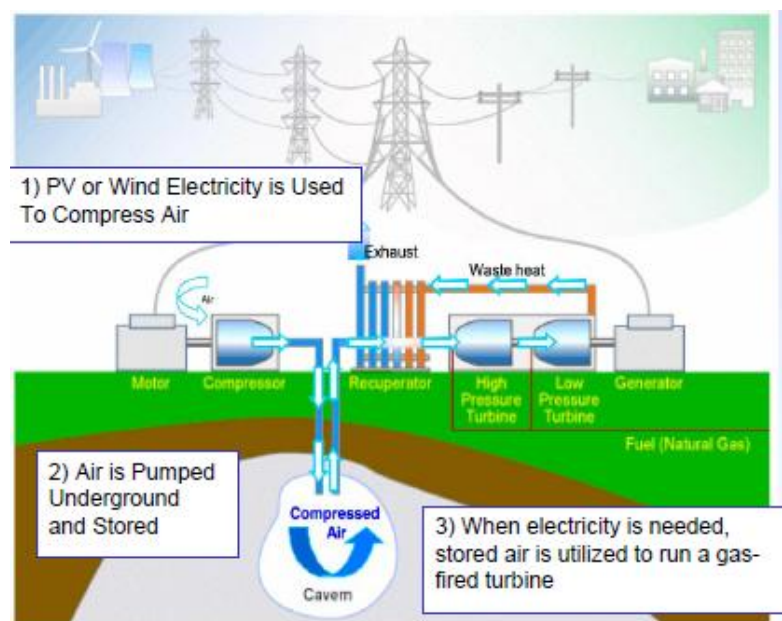 1) PV or Wind Electricity is Used
To Compress Air
Exhaust
Waste heat
Air
Motor
Compressor
Recuperator
High
Pressure
Turbine
Low
Pressure
Turbine
Generator
Fuel (Natural Gas)
2) Air is Pumped
Underground
and Stored
Compressed
Air
Cavern
3) When electricity is needed,
stored air is utilized to run a gas-
fired turbine